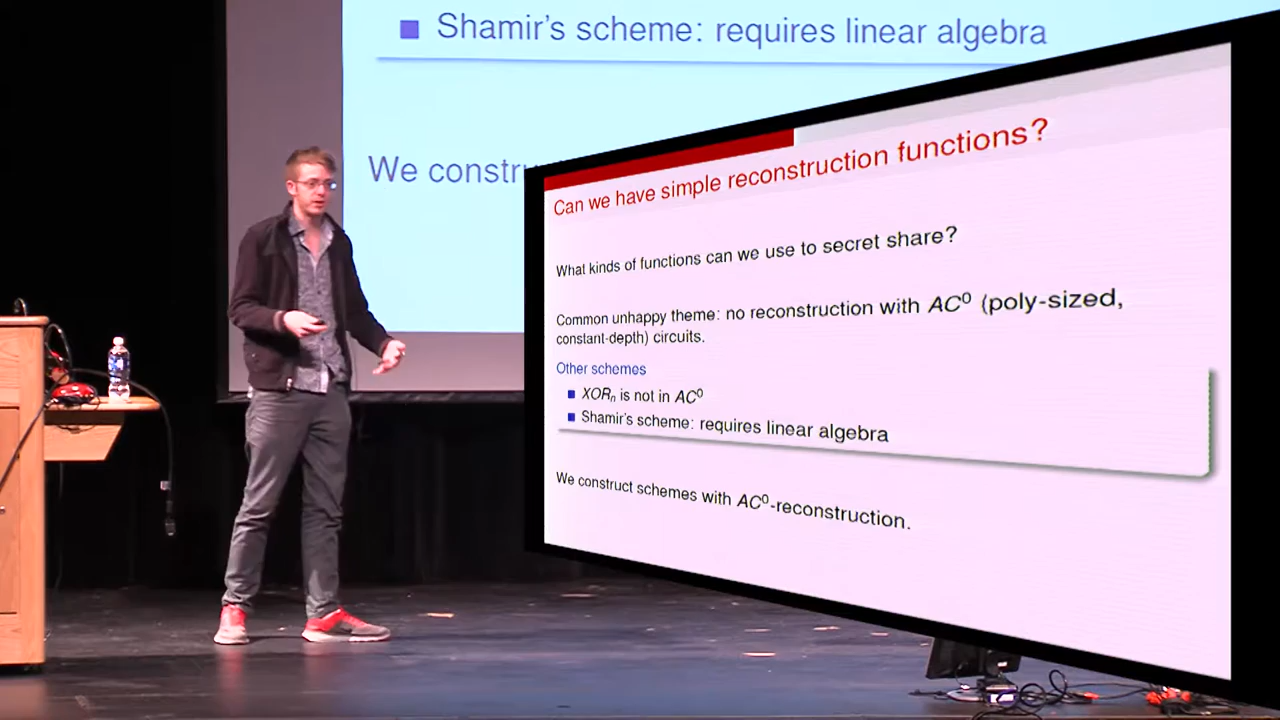 Shamir's scheme: requires linear algebra
We constr
Can we have simple reconstruction functions?
What kinds of functions can we use to secret share?
Common unhappy theme: no reconstruction with AC⁰ (poly-sized,
constant-depth) circuits.
Other schemes
XORₙ is not in AC⁰
Shamir's scheme: requires linear algebra
We construct schemes with AC⁰-reconstruction.